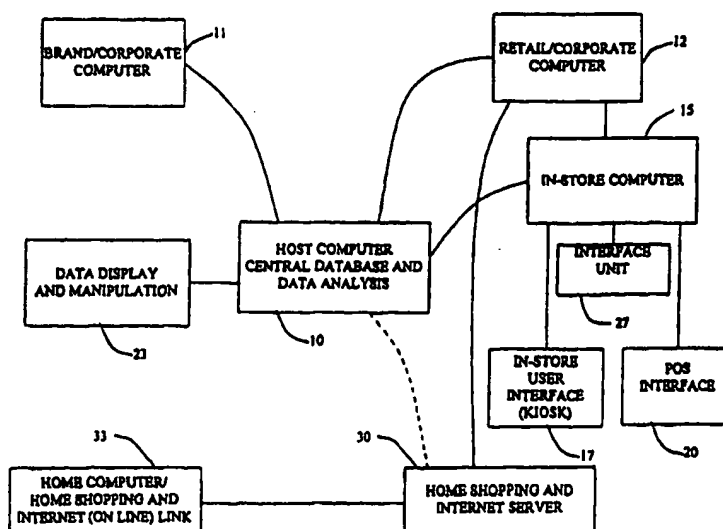 BRAND/CORPORATE
COMPUTER
11
RETAIL/CORPORATE
COMPUTER
12
15
IN-STORE COMPUTER
HOST COMPUTER
CENTRAL DATABASE AND
DATA ANALYSIS
10
DATA DISPLAY
AND MANIPULATION
23
INTERFACE
UNIT
27
IN-STORE
USER
INTERFACE
(KIOSK)
17
POS
INTERFACE
20
33
HOME COMPUTER/
HOME SHOPPING AND
INTERNET (ON LINE) LINK
30
HOME SHOPPING AND
INTERNET SERVER